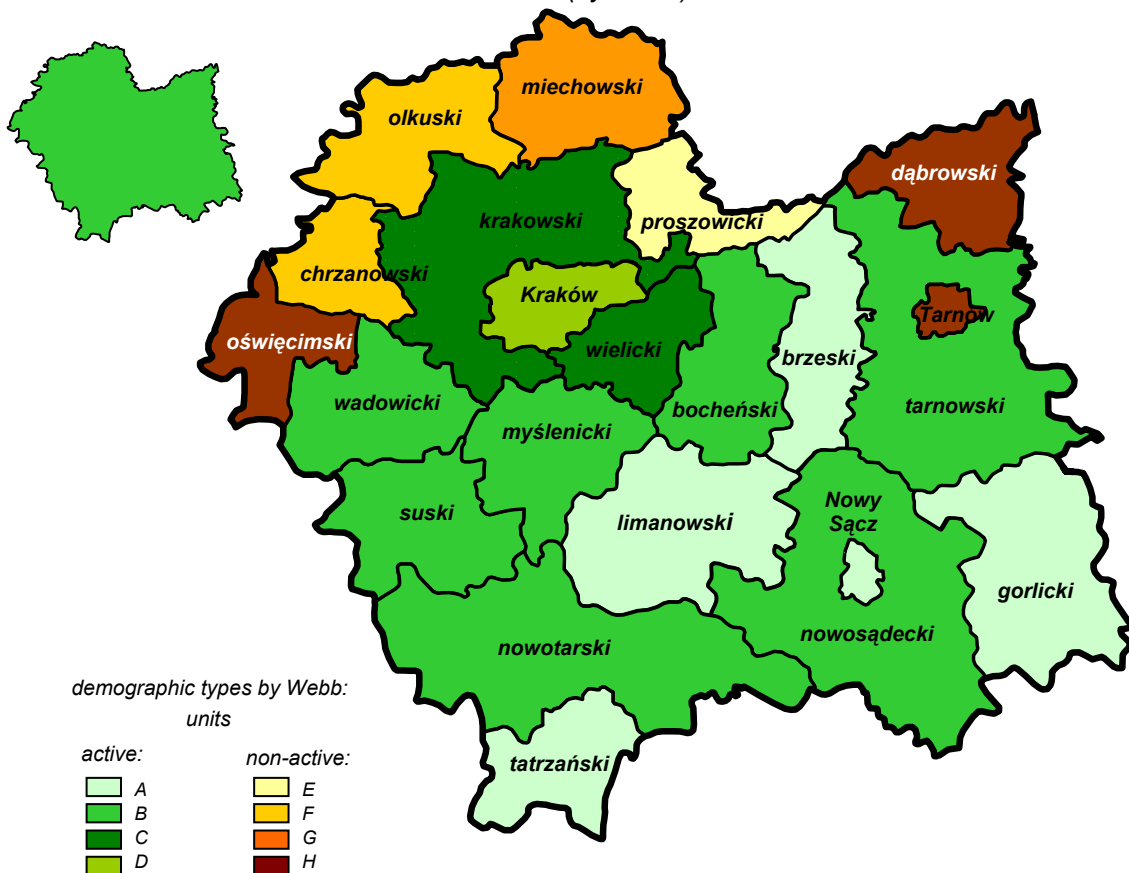 miechowski
olkuski
dąbrowski
krakowski
proszowicki
chrzanowski
Kraków
Tarnów
oświęcimski
wielicki
brzeski
wadowicki
bocheński
tarnowski
myślenicki
Nowy
Sącz
suski
limanowski
gorlicki
nowosądecki
nowotarski
tatrzański
demographic types by Webb:
units
active:
non-active:
A
E
B
F
C
G
D
H